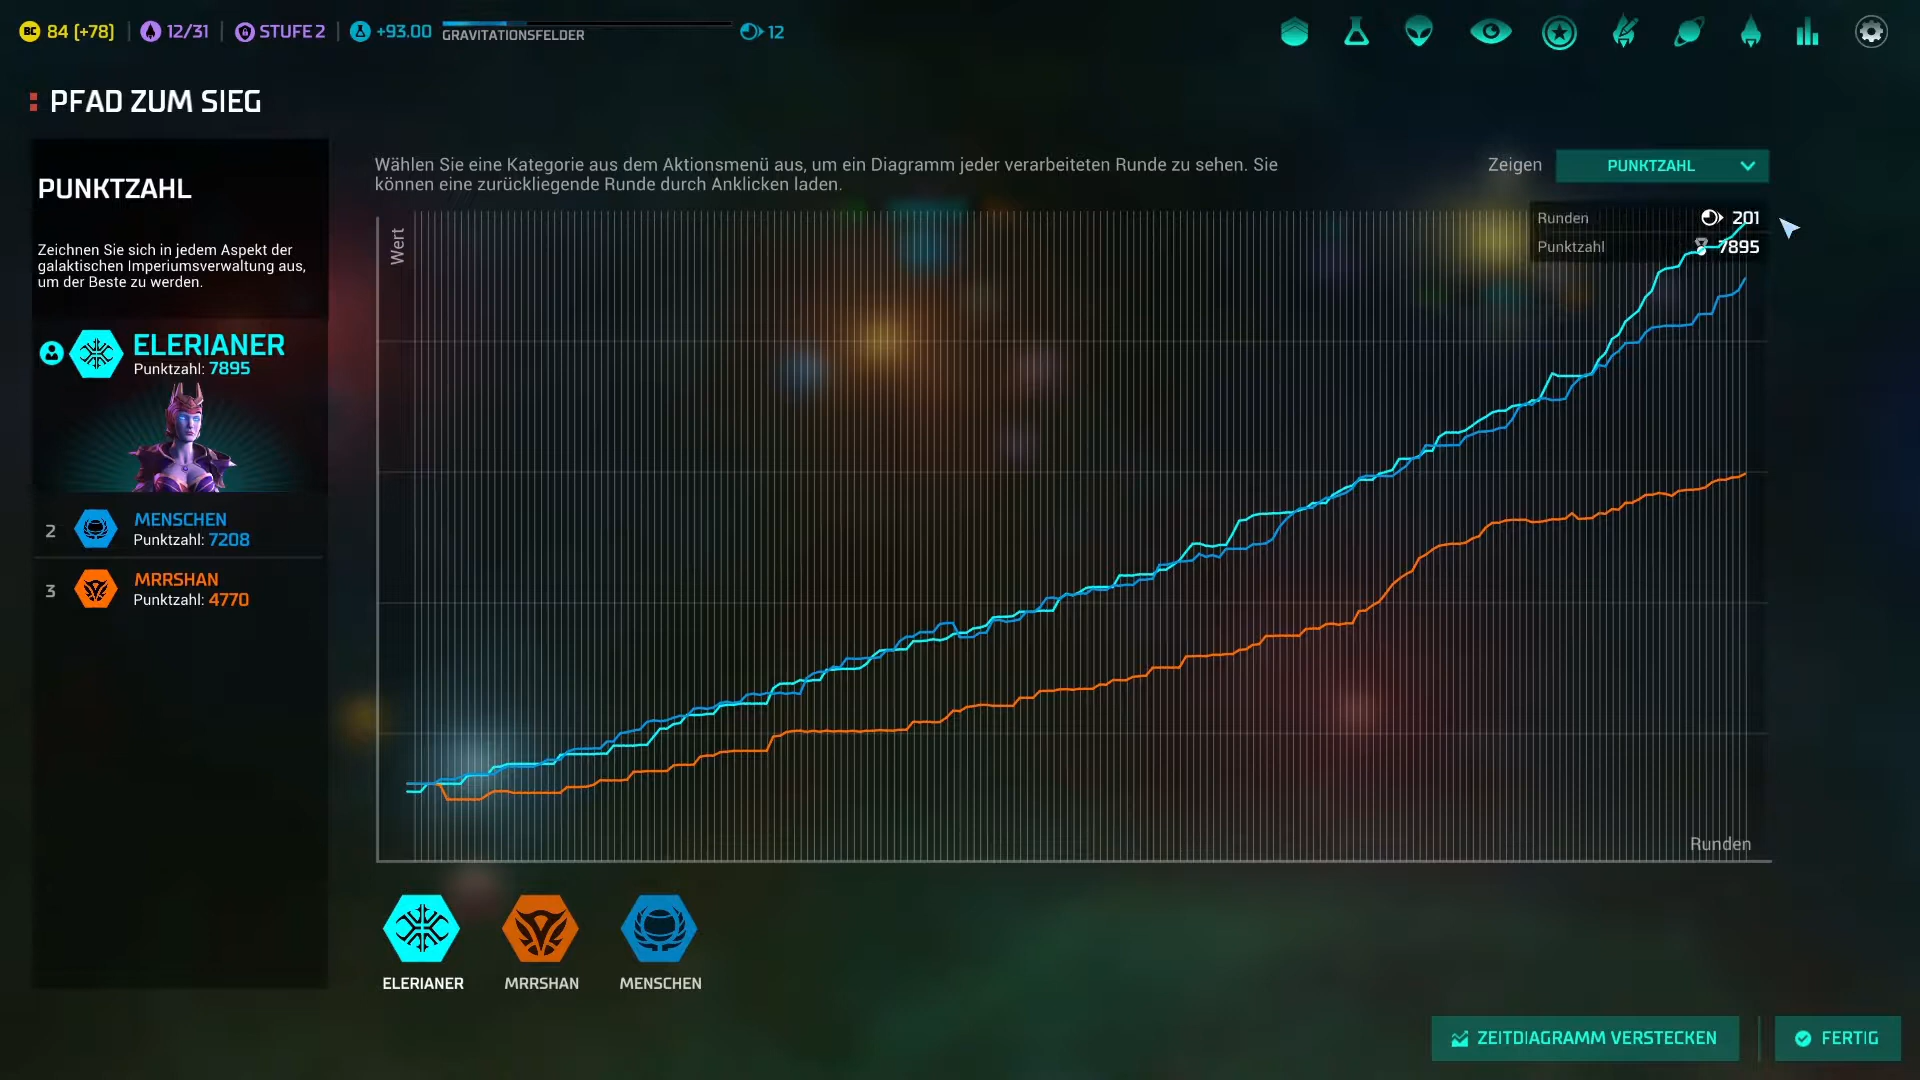 84 [+78]
12/31
STUFE 2
+93.00
GRAVITATIONSFELDER
12
PFAD ZUM SIEG
PUNKTZAHL
Zeichnen Sie sich in jedem Aspekt der
galaktischen Imperiumsverwaltung aus,
um der Beste zu werden.
ELERIANER
Punktzahl: 7895
2
MENSCHEN
Punktzahl: 7208
3
MRRSHAN
Punktzahl: 4770
Wählen Sie eine Kategorie aus dem Aktionsmenü aus, um ein Diagramm jeder verarbeiteten Runde zu sehen. Sie
können eine zurückliegende Runde durch Anklicken laden.
Zeigen
PUNKTZAHL
Runden 201
Punktzahl 7895
Wert
Runden
ELERIANER
MRRSHAN
MENSCHEN
ZEITDIAGRAMM VERSTECKEN
FERTIG